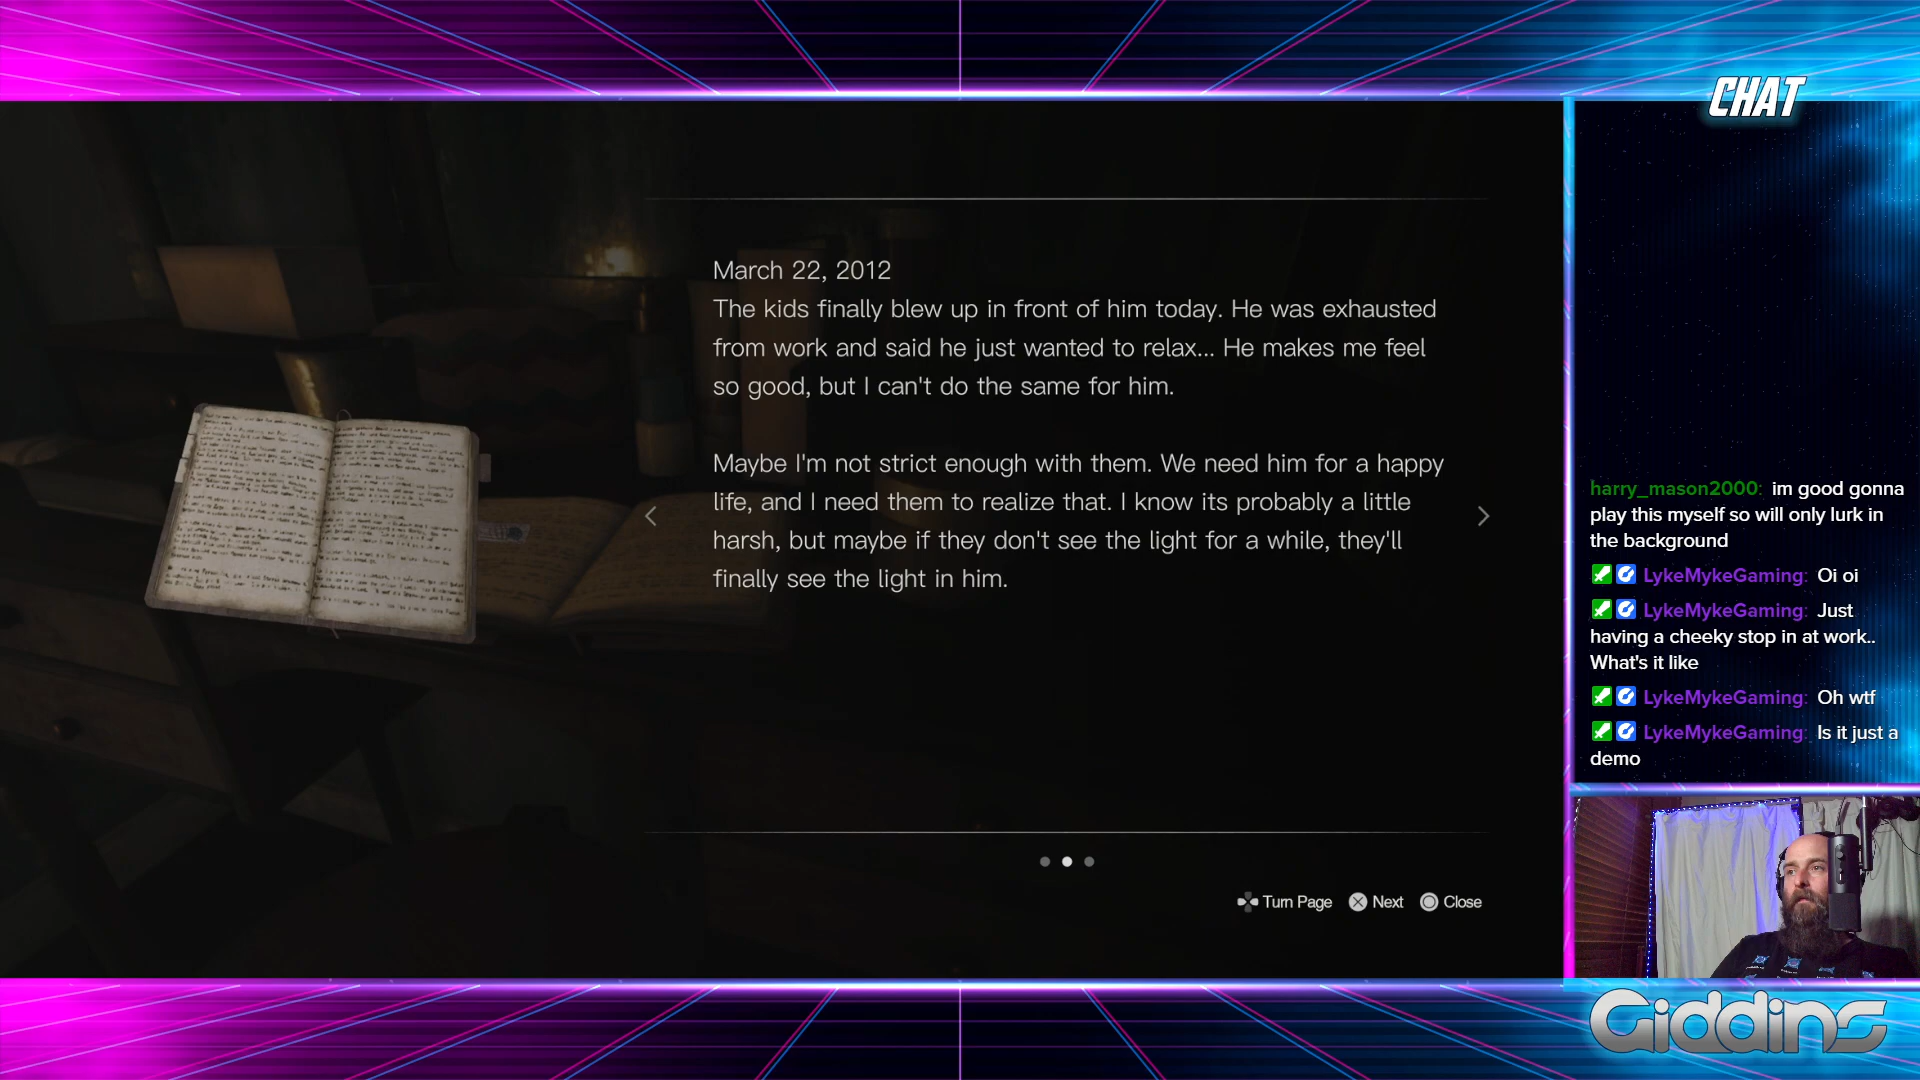 CHAT
March 22, 2012
The kids finally blew up in front of him today. He was exhausted
from work and said he just wanted to relax... He makes me feel
so good, but I can't do the same for him.
Maybe I'm not strict enough with them. We need him for a happy
life, and I need them to realize that. I know its probably a little
harsh, but maybe if they don't see the light for a while, they'll
finally see the light in him.
Turn Page Next Close
harry_mason2000: im good gonna
play this myself so will only lurk in
the background
LykeMykeGaming: Oi oi
LykeMykeGaming: Just
having a cheeky stop in at work..
What's it like
LykeMykeGaming: Oh wtf
LykeMykeGaming: Is it just a
demo
Giddins